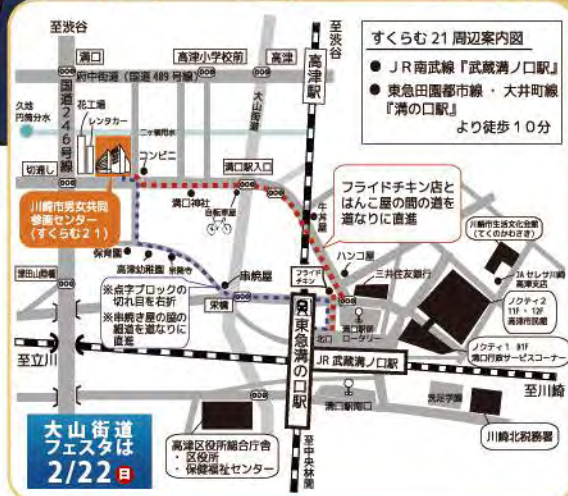 至渋谷
至渋谷
すくらむ21周辺案内図
● JR南武線『武蔵溝ノ口駅』
● 東急田園都市線・大井町線
『溝の口駅』
より徒歩10分
溝口
高津小学校前
高津
府中街道（国道409号線）
高津駅
国道246号線
大山街道
久地
円筒分水
花工場
レンタカー
二ヶ領用水
コンビニ
切通し
溝口駅入口
フライドチキン店と
はんこ屋の間の道を
道なりに直進
川崎市男女共同
参画センター
（すくらむ21）
溝口神社
自転車屋
牛丼屋
川崎市生活文化会館
（てくのかわさき）
ハンコ屋
三井住友銀行
JAセレサ川崎
高津支店
保育園
高津幼稚園
宗隆寺
串焼屋
フライド
チキン
ノクティ2
11F・12F
高津市民館
津田山陸橋
栄橋
※点字ブロックの
切れ目を右折
※串焼き屋の脇の
細道を道なりに
直進
溝口駅前
ロータリー
北口
ノクティ1 B1F
溝口行政サービスコーナー
東急溝の口駅
JR武蔵溝ノ口駅
至立川
至川崎
溝口駅南口
洗足学園
川崎北税務署
大山街道
フェスタは
2/22日
高津区役所総合庁舎
・区役所
・保健福祉センター
至中央林間